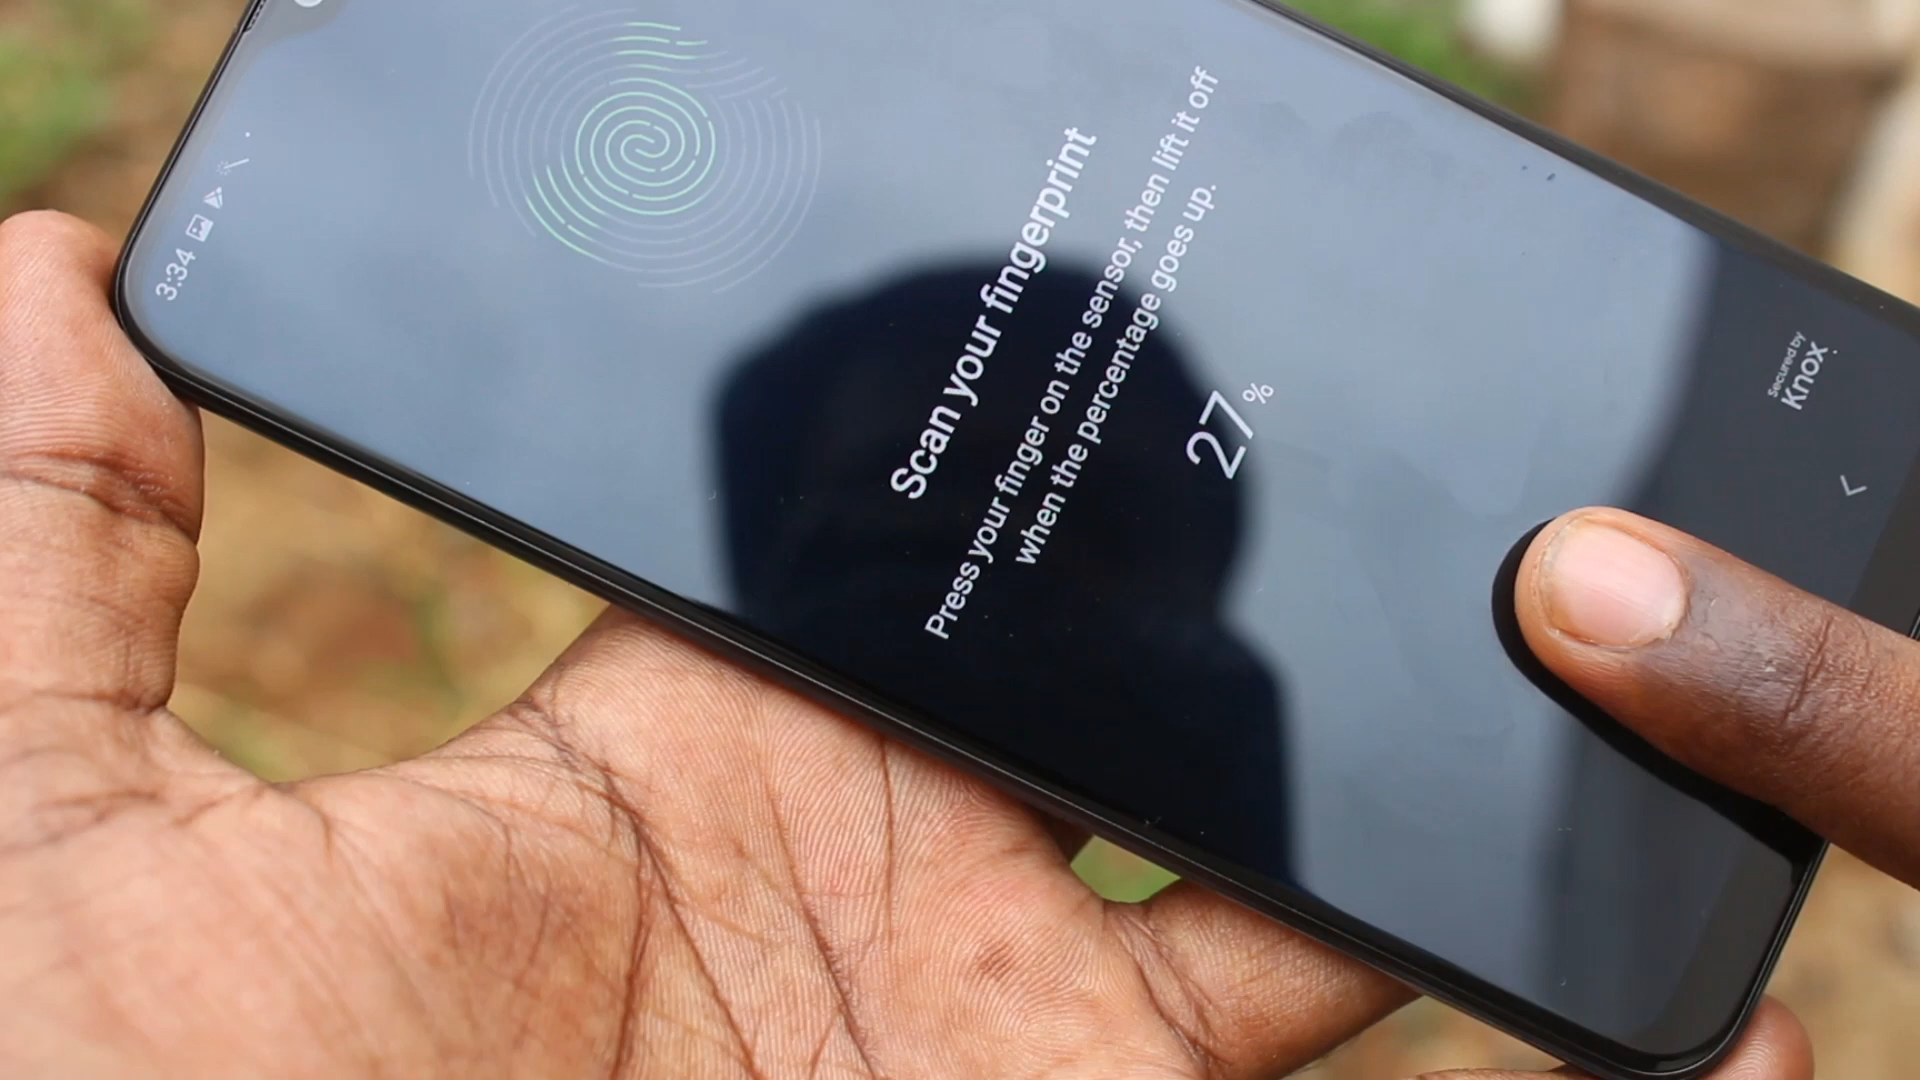 3:34
Scan your fingerprint
Press your finger on the sensor, then lift it off
when the percentage goes up.
27%
Secured by
Knox